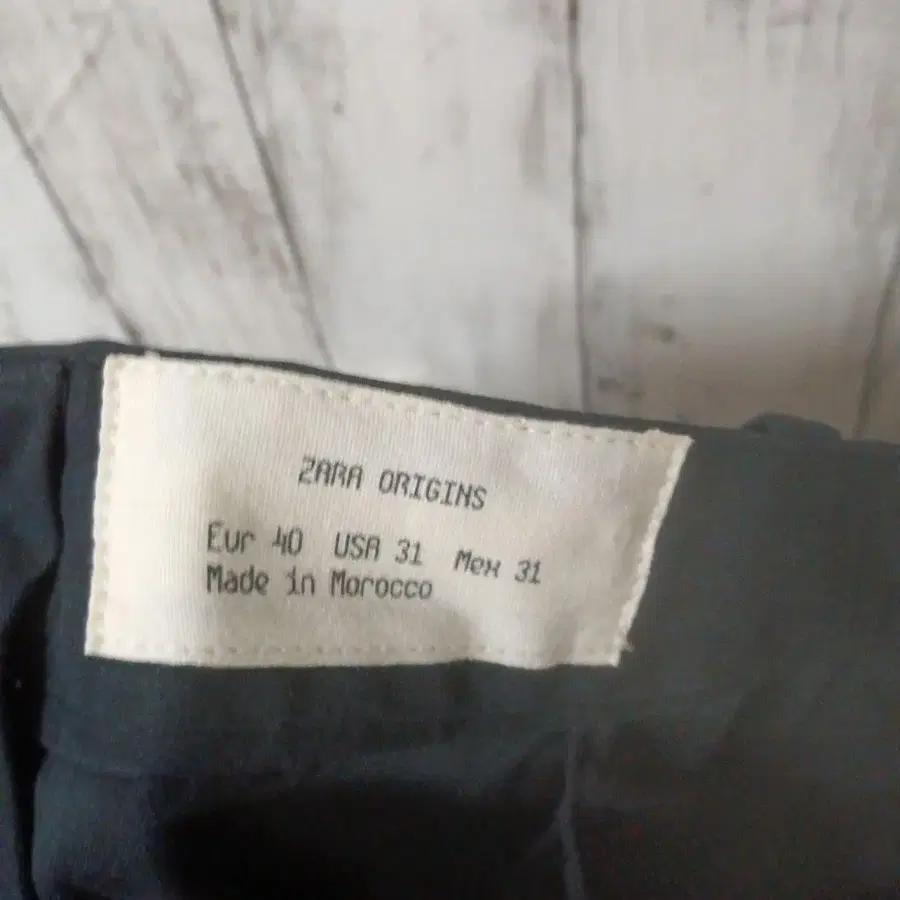 ZARA ORIGINS
Eur 40 USA 31 Mex 31
Made in Morocco